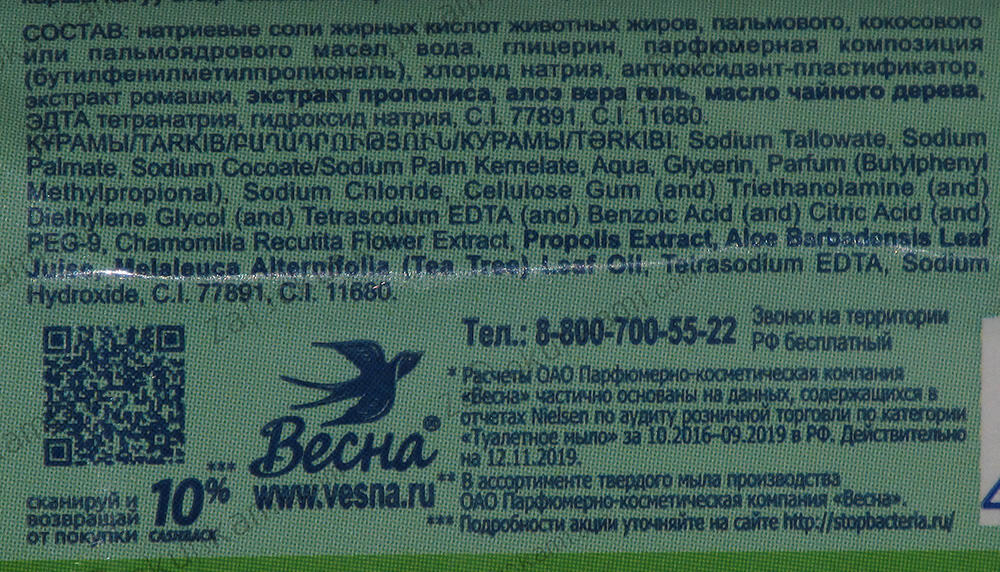 СОСТАВ: натриевые соли жирных кислот животных жиров, пальмового, кокосового
или пальмоядрового масел, вода, глицерин, парфюмерная композиция
(бутилфенилметилпропиональ), хлорид натрия, антиоксидант-пластификатор,
экстракт ромашки, экстракт прополиса, алоэ вера гель, масло чайного дерева,
ЭДТА тетранатрия, гидроксид натрия, C.I. 77891, C.I. 11680.
ҚҰРАМЫ/TARKIB/ԲԱՂԱԴՐՈՒԹՅՈՒՆ/КУРАМЫ/TƏRKIBI: Sodium Tallowate, Sodium
Palmate, Sodium Cocoate/Sodium Palm Kernelate, Aqua, Glycerin, Parfum (Butylphenyl
Methylpropional), Sodium Chloride, Cellulose Gum (and) Triethanolamine (and)
Diethylene Glycol (and) Tetrasodium EDTA (and) Benzoic Acid (and) Citric Acid (and)
PEG-9, Chamomilla Recutita Flower Extract, Propolis Extract, Aloe Barbadensis Leaf
Juice, Melaleuca Alternifolia (Tea Tree) Leaf Oil, Tetrasodium EDTA, Sodium
Hydroxide, C.I. 77891, C.I. 11680.
Тел.: 8-800-700-55-22
Звонок на территории
РФ бесплатный
* Расчеты ОАО Парфюмерно-косметическая компания
«Весна» частично основаны на данных, содержащихся в
отчетах Nielsen по аудиту розничной торговли по категории
«Туалетное мыло» за 10.2016–09.2019 в РФ. Действительно
на 12.11.2019.
** В ассортименте твердого мыла производства
ОАО Парфюмерно-косметическая компания «Весна».
*** Подробности акции уточняйте на сайте http://stopbacteria.ru/
Весна®
www.vesna.ru
***
сканируй и
возвращай
от покупки
10%
CASHBACK